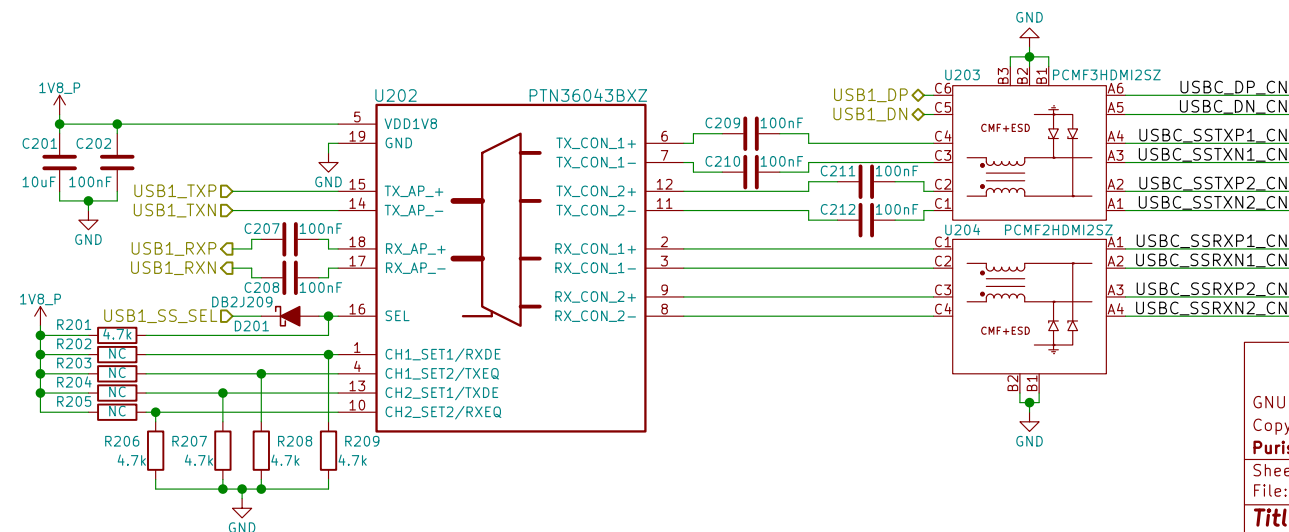 GND
1V8_P
C201
10uF
C202
100nF
GND
U202
PTN36043BXZ
5
VDD1V8
19
GND
GND
USB1_TXP
15
TX_AP_+
USB1_TXN
14
TX_AP_-
USB1_RXP
C207
100nF
18
RX_AP_+
USB1_RXN
C208
100nF
17
RX_AP_-
DB2J209
USB1_SS_SEL
D201
16
SEL
1V8_P
R201
4.7k
R202
NC
1
CH1_SET1/RXDE
R203
NC
4
CH1_SET2/TXEQ
R204
NC
13
CH2_SET1/TXDE
R205
NC
10
CH2_SET2/RXEQ
R206
4.7k
R207
4.7k
R208
4.7k
R209
4.7k
GND
TX_CON_1+
6
C209
100nF
TX_CON_1-
7
C210
100nF
TX_CON_2+
12
C211
100nF
TX_CON_2-
11
C212
100nF
RX_CON_1+
2
RX_CON_1-
3
RX_CON_2+
9
RX_CON_2-
8
USB1_DP
USB1_DN
U203
PCMF3HDMI2SZ
B3
B2
B1
C6
C5
C4
C3
C2
C1
CMF+ESD
A6
USBC_DP_CN
A5
USBC_DN_CN
A4
USBC_SSTXP1_CN
A3
USBC_SSTXN1_CN
A2
USBC_SSTXP2_CN
A1
USBC_SSTXN2_CN
U204
PCMF2HDMI2SZ
C1
C2
C3
C4
CMF+ESD
A1
USBC_SSRXP1_CN
A2
USBC_SSRXN1_CN
A3
USBC_SSRXP2_CN
A4
USBC_SSRXN2_CN
B2
B1
GND
GNU
Copy
Puris
Shee
File:
Titl